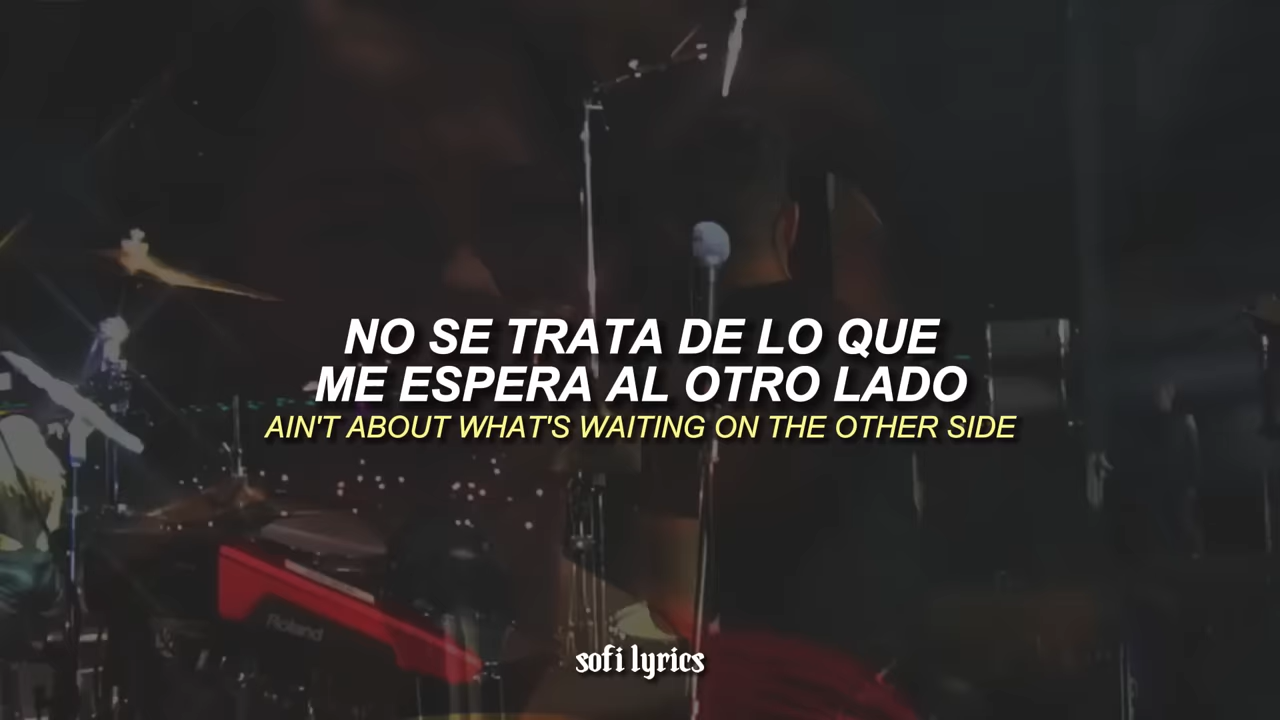 NO SE TRATA DE LO QUE
ME ESPERA AL OTRO LADO
AIN'T ABOUT WHAT'S WAITING ON THE OTHER SIDE
Roland
sofi lyrics